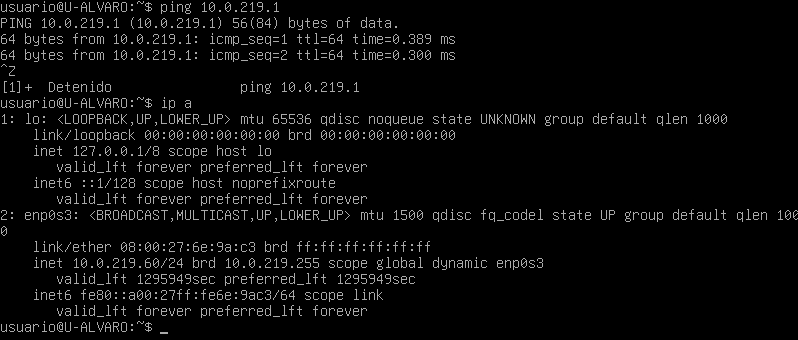 usuario@U-ALVARO:~$ ping 10.0.219.1
PING 10.0.219.1 (10.0.219.1) 56(84) bytes of data.
64 bytes from 10.0.219.1: icmp_seq=1 ttl=64 time=0.389 ms
64 bytes from 10.0.219.1: icmp_seq=2 ttl=64 time=0.300 ms
^Z
[1]+  Detenido                ping 10.0.219.1
usuario@U-ALVARO:~$ ip a
1: lo: <LOOPBACK,UP,LOWER_UP> mtu 65536 qdisc noqueue state UNKNOWN group default qlen 1000
    link/loopback 00:00:00:00:00:00 brd 00:00:00:00:00:00
    inet 127.0.0.1/8 scope host lo
       valid_lft forever preferred_lft forever
    inet6 ::1/128 scope host noprefixroute
       valid_lft forever preferred_lft forever
2: enp0s3: <BROADCAST,MULTICAST,UP,LOWER_UP> mtu 1500 qdisc fq_codel state UP group default qlen 100
0
    link/ether 08:00:27:6e:9a:c3 brd ff:ff:ff:ff:ff:ff
    inet 10.0.219.60/24 brd 10.0.219.255 scope global dynamic enp0s3
       valid_lft 1295949sec preferred_lft 1295949sec
    inet6 fe80::a00:27ff:fe6e:9ac3/64 scope link
       valid_lft forever preferred_lft forever
usuario@U-ALVARO:~$ _